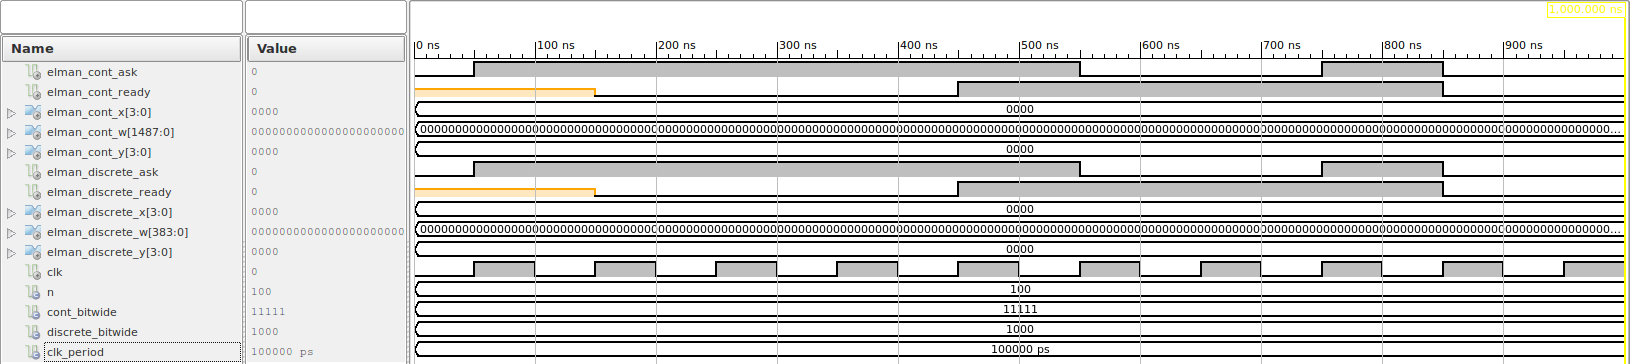 1,000.000 ns
Name Value 0 ns 100 ns 200 ns 300 ns 400 ns 500 ns 600 ns 700 ns 800 ns 900 ns
elman_cont_ask 0
elman_cont_ready 0
elman_cont_x[3:0] 0000 0000
elman_cont_w[1487:0] 0000000000000000000000
elman_cont_y[3:0] 0000 0000
elman_discrete_ask 0
elman_discrete_ready 0
elman_discrete_x[3:0] 0000 0000
elman_discrete_w[383:0] 0000000000000000000000
elman_discrete_y[3:0] 0000 0000
clk 0
n 100 100
cont_bitwide 11111 11111
discrete_bitwide 1000 1000
clk_period 100000 ps 100000 ps